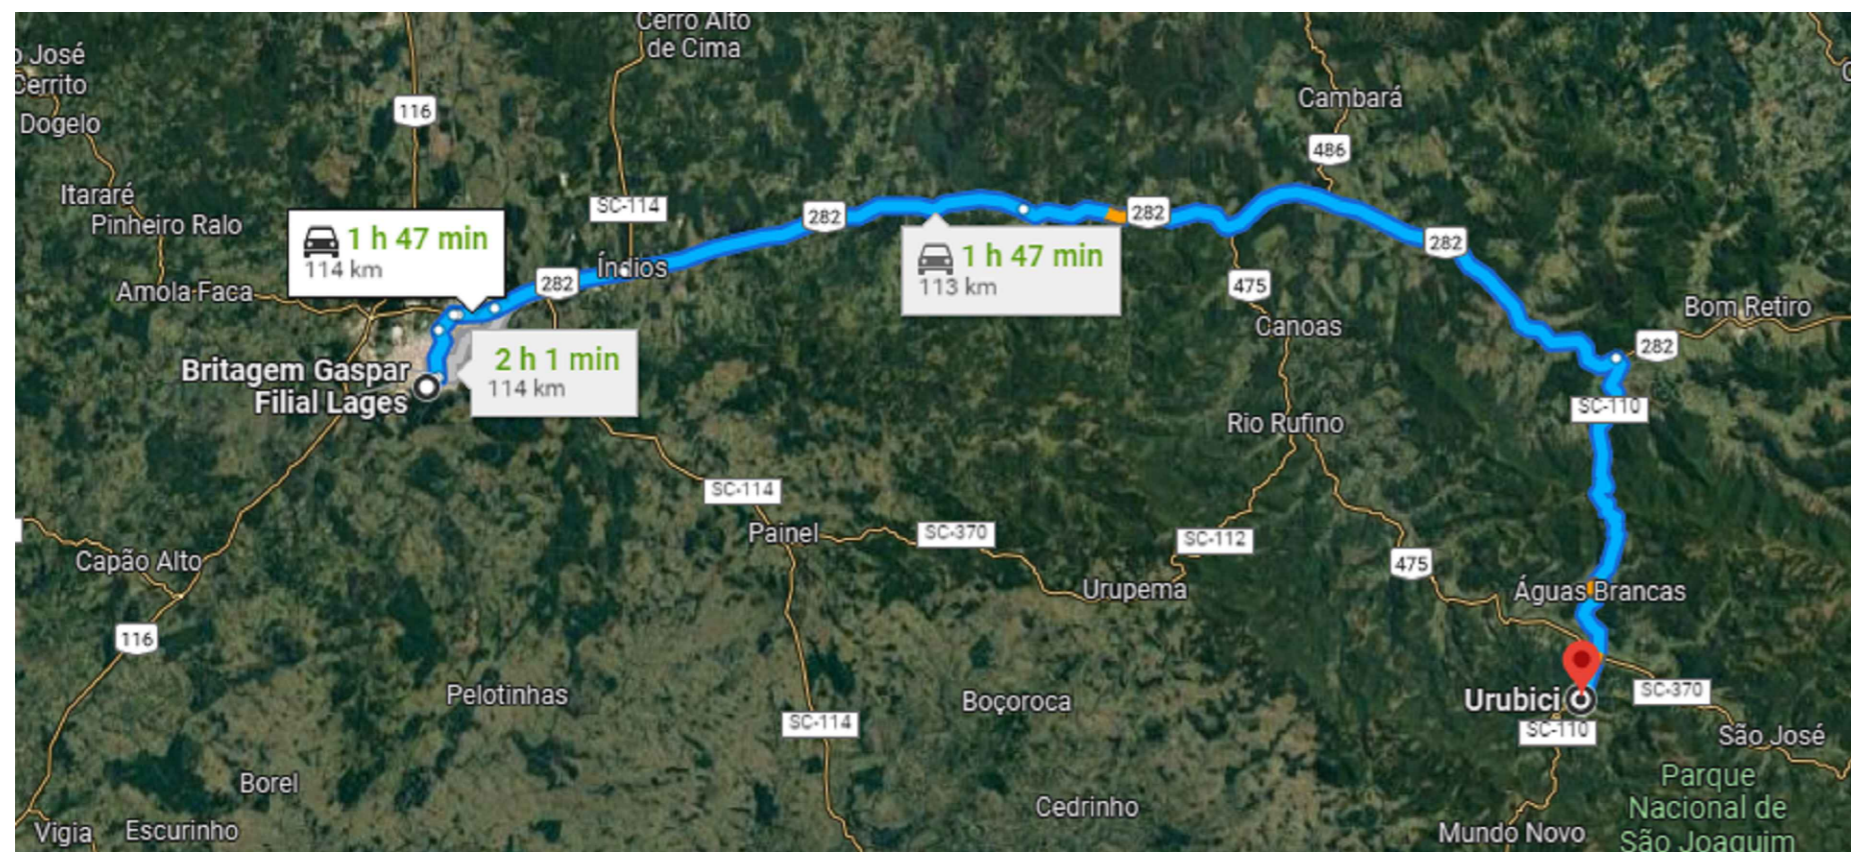 Cerro Alto
de Cima
o José
Cerrito
Dogelo
116
Cambará
486
Itararé
Pinheiro Ralo
SC-114
282
282
282
1 h 47 min
114 km
1 h 47 min
113 km
Índios
282
Amola Faca
475
Canoas
Bom Retiro
282
2 h 1 min
114 km
Britagem Gaspar
Filial Lages
SC-110
Rio Rufino
SC-114
Painel
SC-370
SC-112
Capão Alto
475
Urupema
Águas Brancas
116
Pelotinhas
Boçoroca
Urubici
SC-370
SC-114
SC-110
São José
Borel
Parque
Nacional de
São Joaquim
Cedrinho
Vigia
Escurinho
Mundo Novo